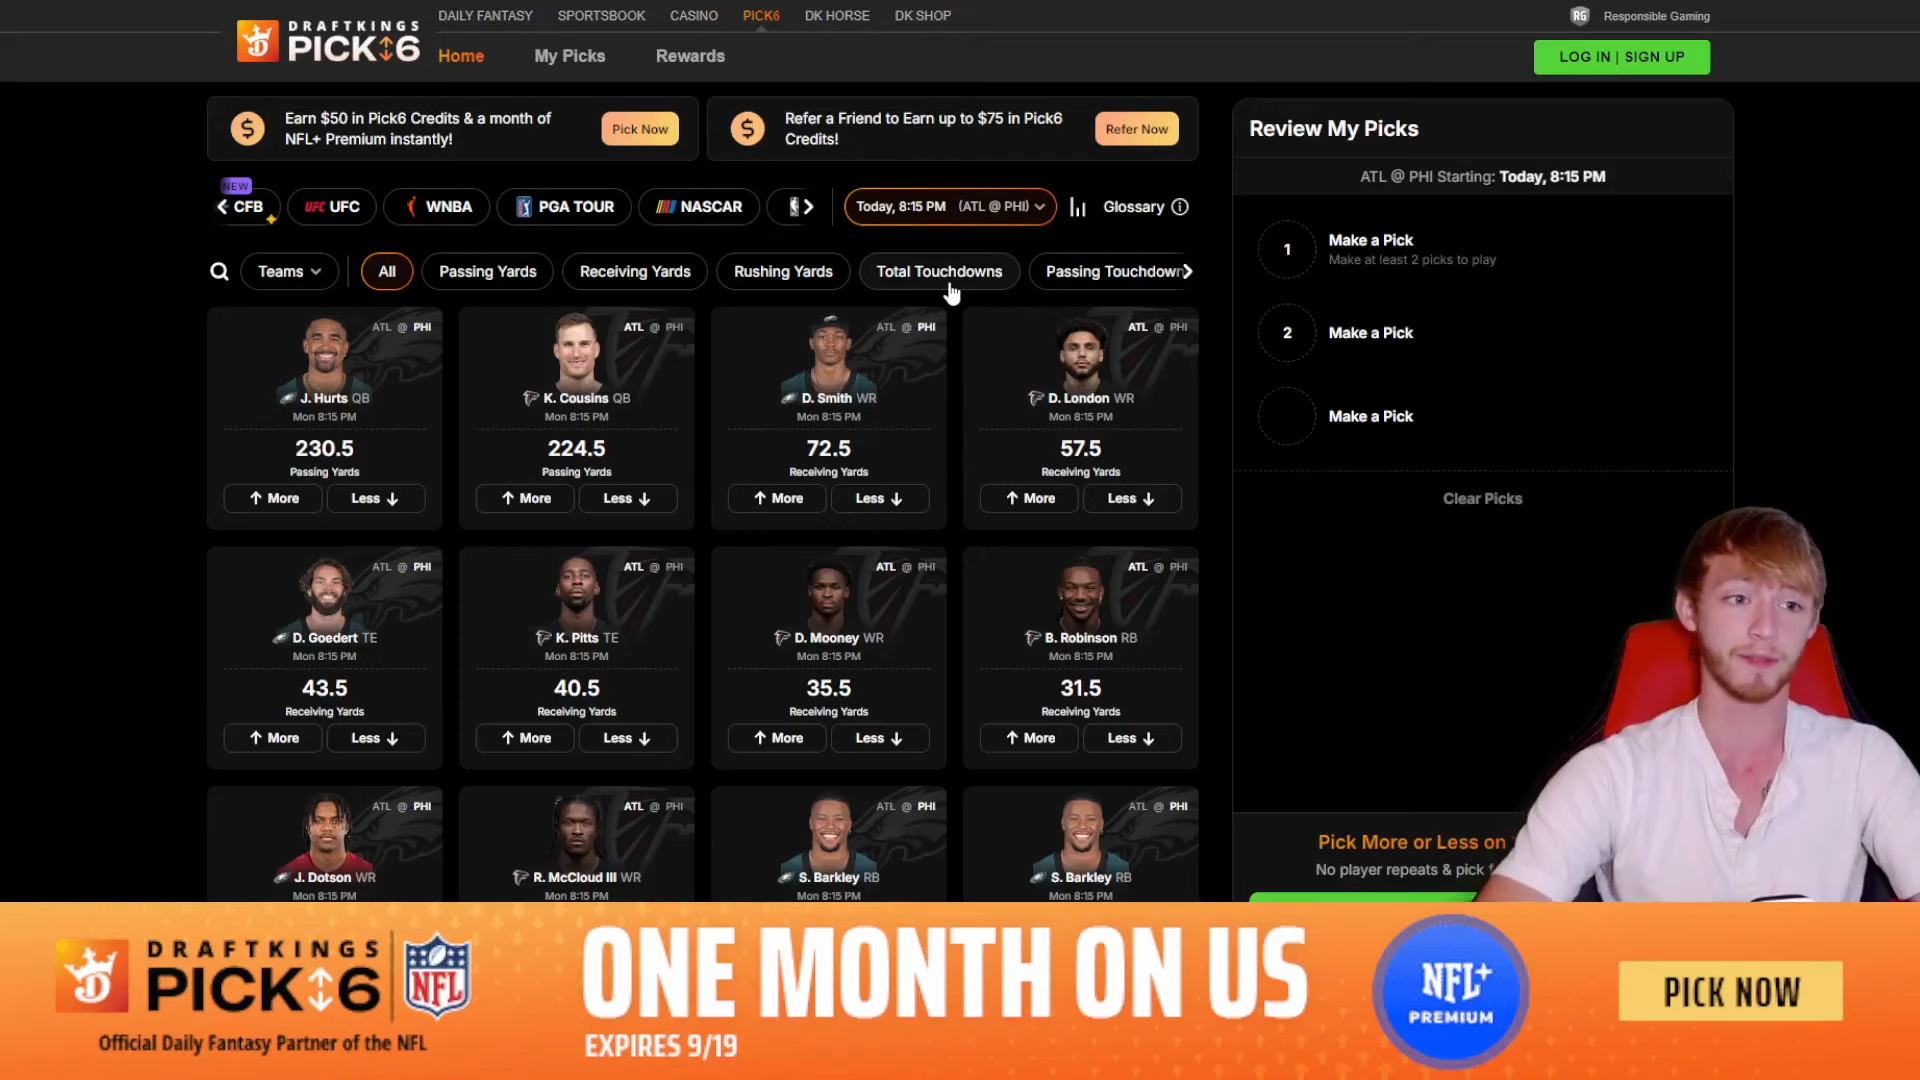 DAILY FANTASY SPORTSBOOK CASINO PICK6 DK HORSE DK SHOP
RG Responsible Gaming
DRAFTKINGS
PICK6
Home My Picks Rewards
LOG IN | SIGN UP
Earn $50 in Pick6 Credits & a month of
NFL+ Premium instantly!
Pick Now
Refer a Friend to Earn up to $75 in Pick6
Credits!
Refer Now
NEW
CFB UFC UFC WNBA PGA TOUR NASCAR
Today, 8:15 PM (ATL @ PHI)
Glossary
Teams All Passing Yards Receiving Yards Rushing Yards Total Touchdowns Passing Touchdown
ATL @ PHI
J. Hurts QB
Mon 8:15 PM
230.5
Passing Yards
More Less
ATL @ PHI
K. Cousins QB
Mon 8:15 PM
224.5
Passing Yards
More Less
ATL @ PHI
D. Smith WR
Mon 8:15 PM
72.5
Receiving Yards
More Less
ATL @ PHI
D. London WR
Mon 8:15 PM
57.5
Receiving Yards
More Less
ATL @ PHI
D. Goedert TE
Mon 8:15 PM
43.5
Receiving Yards
More Less
ATL @ PHI
K. Pitts TE
Mon 8:15 PM
40.5
Receiving Yards
More Less
ATL @ PHI
D. Mooney WR
Mon 8:15 PM
35.5
Receiving Yards
More Less
ATL @ PHI
B. Robinson RB
Mon 8:15 PM
31.5
Receiving Yards
More Less
ATL @ PHI
J. Dotson WR
Mon 8:15 PM
ATL @ PHI
R. McCloud III WR
Mon 8:15 PM
ATL @ PHI
S. Barkley RB
Mon 8:15 PM
ATL @ PHI
S. Barkley RB
Mon 8:15 PM
Review My Picks
ATL @ PHI Starting: Today, 8:15 PM
1 Make a Pick
Make at least 2 picks to play
2 Make a Pick
Make a Pick
Clear Picks
Pick More or Less on
No player repeats & pick
DRAFTKINGS
PICK6
NFL
Official Daily Fantasy Partner of the NFL
ONE MONTH ON US
EXPIRES 9/19
NFL+
PREMIUM
PICK NOW